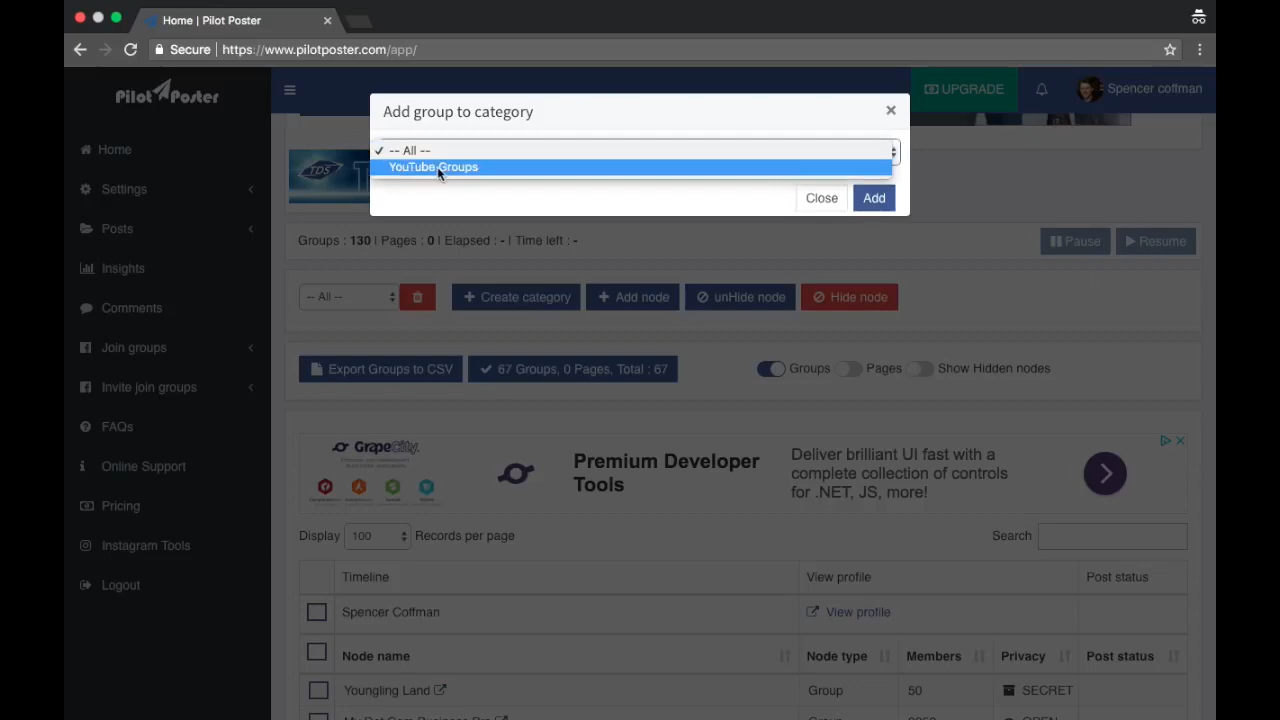 Home | Pilot Poster
Secure
https://www.pilotposter.com/app/
Pilot Poster
UPGRADE
Spencer coffman
Add group to category
-- All --
YouTube Groups
Close
Add
Home
Settings
Posts
Insights
Comments
Join groups
Invite join groups
FAQs
Online Support
Pricing
Instagram Tools
Logout
TDS
Groups : 130 | Pages : 0 | Elapsed : - | Time left : -
Pause
Resume
-- All --
Create category
Add node
unHide node
Hide node
Export Groups to CSV
67 Groups, 0 Pages, Total : 67
Groups
Pages
Show Hidden nodes
GrapeCity
Premium Developer
Tools
Deliver brilliant UI fast with a
complete collection of controls
for .NET, JS, more!
Display 100 Records per page
Search
Timeline View profile Post status
Spencer Coffman View profile
Node name Node type Members Privacy Post status
Youngling Land Group 50 SECRET